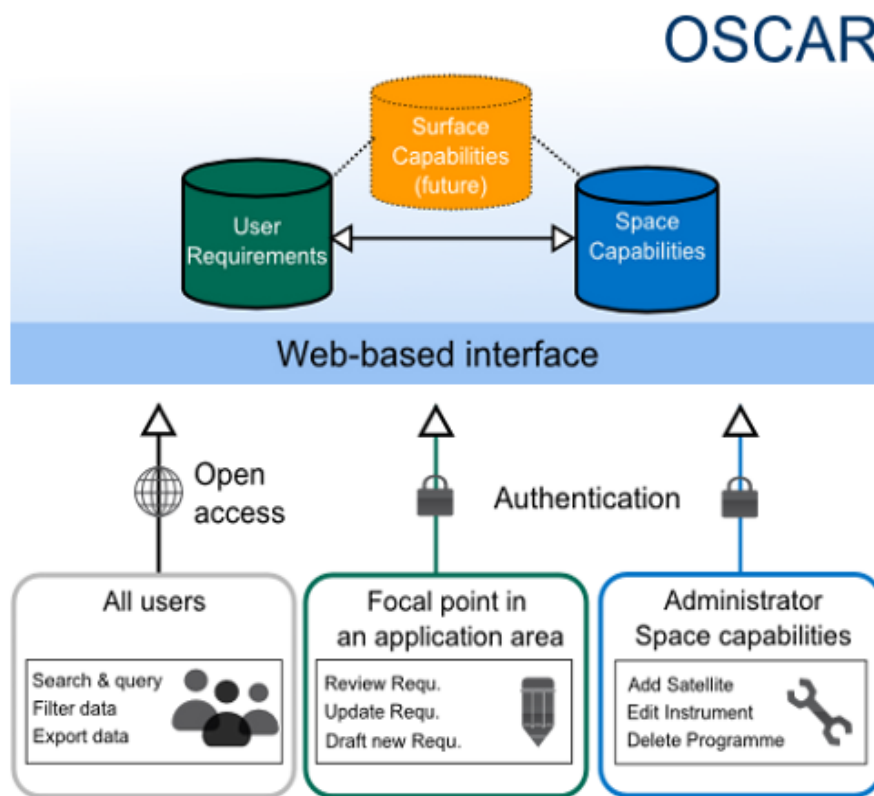 OSCAR
Surface
Capabilities
(future)
User
Requirements
Space
Capabilities
Web-based interface
Open
access
Authentication
All users
Search & query
Filter data
Export data
Focal point in
an application area
Review Requ.
Update Requ.
Draft new Requ.
Administrator
Space capabilities
Add Satellite
Edit Instrument
Delete Programme